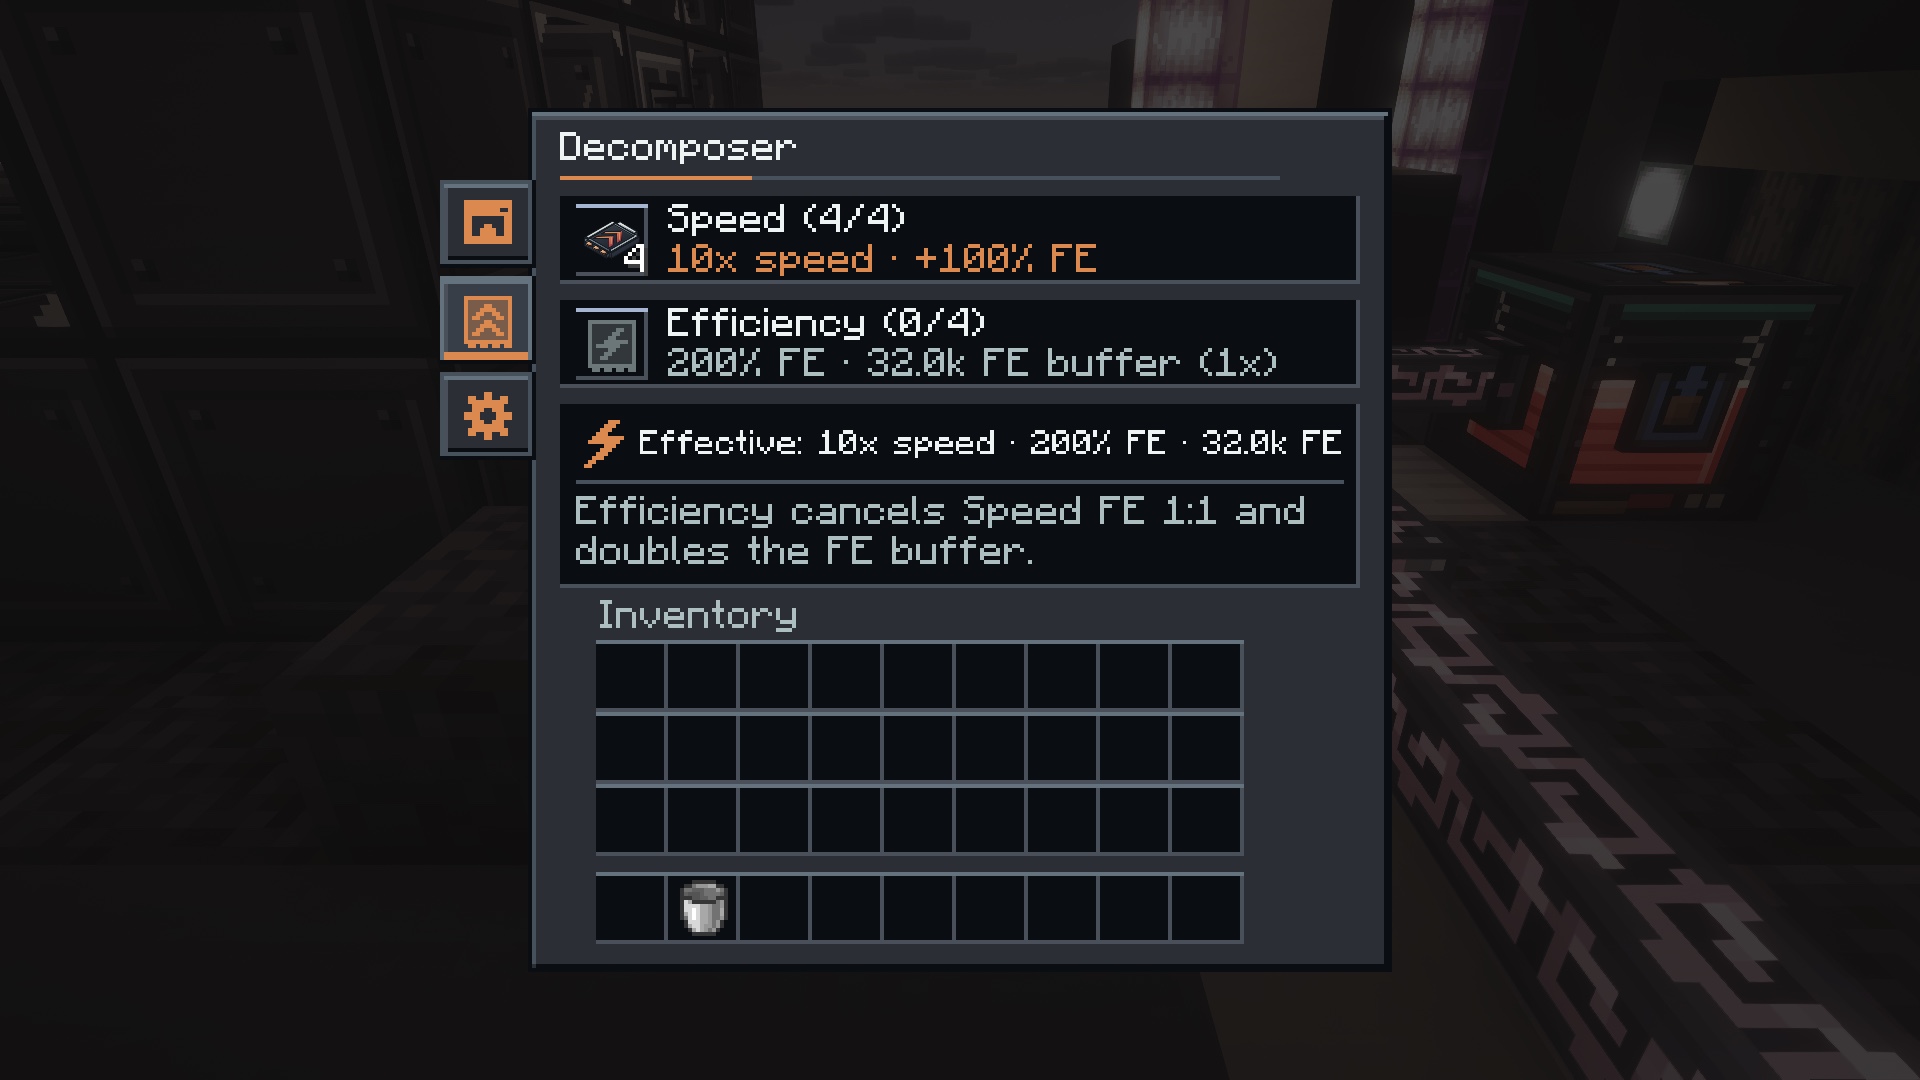 Decomposer
Speed (4/4)
4
10x speed · +100% FE
Efficiency (0/4)
200% FE · 32.0k FE buffer (1x)
Effective: 10x speed · 200% FE · 32.0k FE
Efficiency cancels Speed FE 1:1 and
doubles the FE buffer.
Inventory